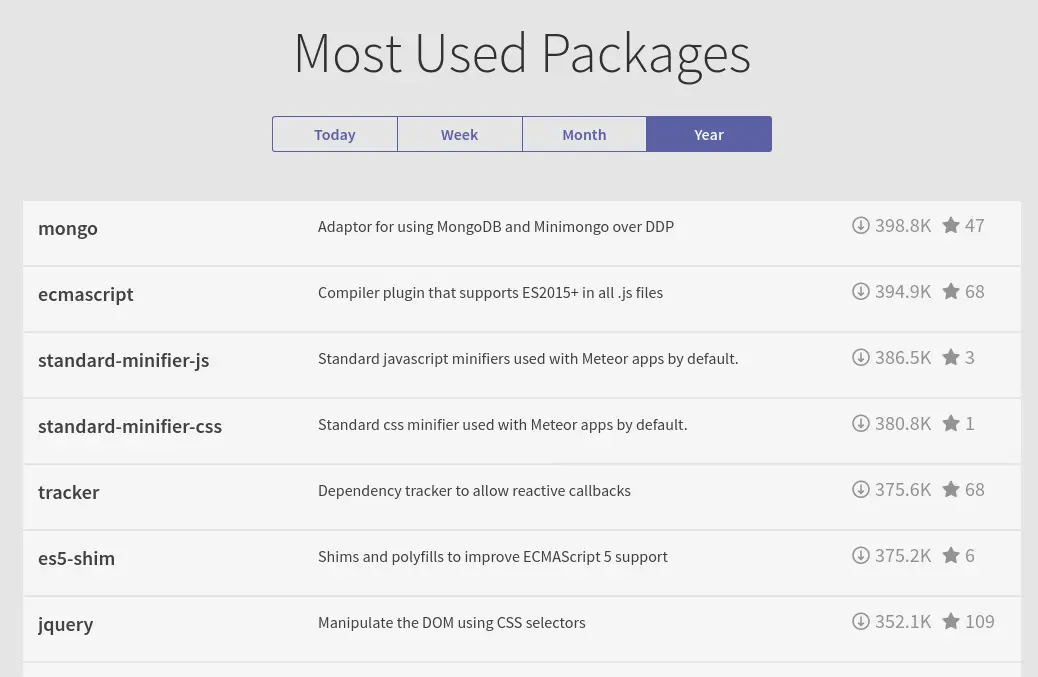 Most Used Packages
Today Week Month Year
mongo Adaptor for using MongoDB and Minimongo over DDP 398.8K 47
ecmascript Compiler plugin that supports ES2015+ in all .js files 394.9K 68
standard-minifier-js Standard javascript minifiers used with Meteor apps by default. 386.5K 3
standard-minifier-css Standard css minifier used with Meteor apps by default. 380.8K 1
tracker Dependency tracker to allow reactive callbacks 375.6K 68
es5-shim Shims and polyfills to improve ECMAScript 5 support 375.2K 6
jquery Manipulate the DOM using CSS selectors 352.1K 109